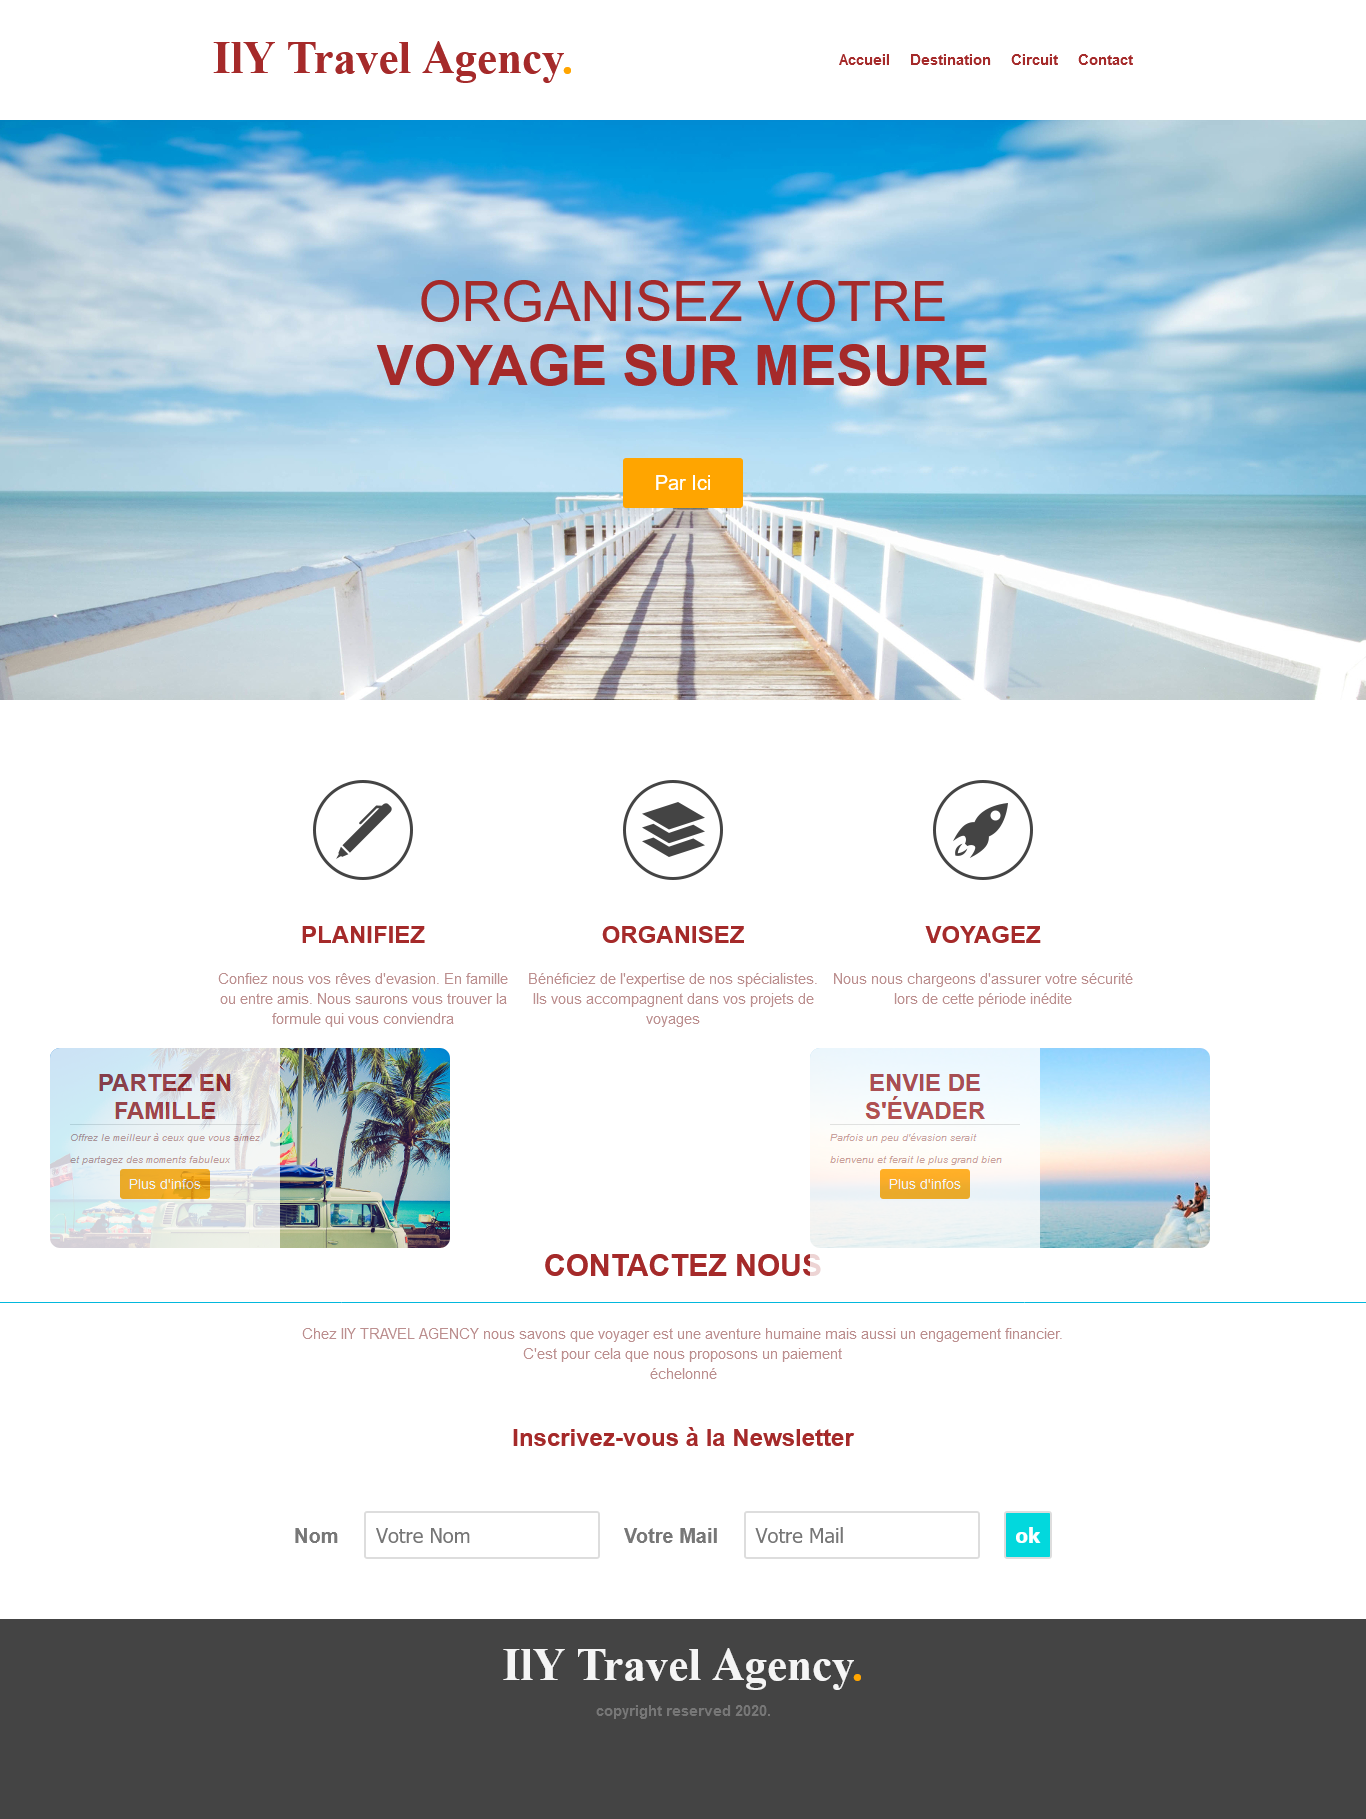 IlY Travel Agency.
Accueil Destination Circuit Contact
ORGANISEZ VOTRE
VOYAGE SUR MESURE
Par Ici
PLANIFIEZ
Confiez nous vos rêves d'evasion. En famille
ou entre amis. Nous saurons vous trouver la
formule qui vous conviendra
ORGANISEZ
Bénéficiez de l'expertise de nos spécialistes.
Ils vous accompagnent dans vos projets de
voyages
VOYAGEZ
Nous nous chargeons d'assurer votre sécurité
lors de cette période inédite
PARTEZ EN
FAMILLE
Offrez le meilleur à ceux que vous aimez
et partagez des moments fabuleux
Plus d'infos
ENVIE DE
S'ÉVADER
Parfois un peu d'évasion serait
bienvenu et ferait le plus grand bien
Plus d'infos
CONTACTEZ NOUS
Chez IlY TRAVEL AGENCY nous savons que voyager est une aventure humaine mais aussi un engagement financier.
C'est pour cela que nous proposons un paiement
échelonné
Inscrivez-vous à la Newsletter
Nom Votre Nom Votre Mail Votre Mail ok
IlY Travel Agency.
copyright reserved 2020.